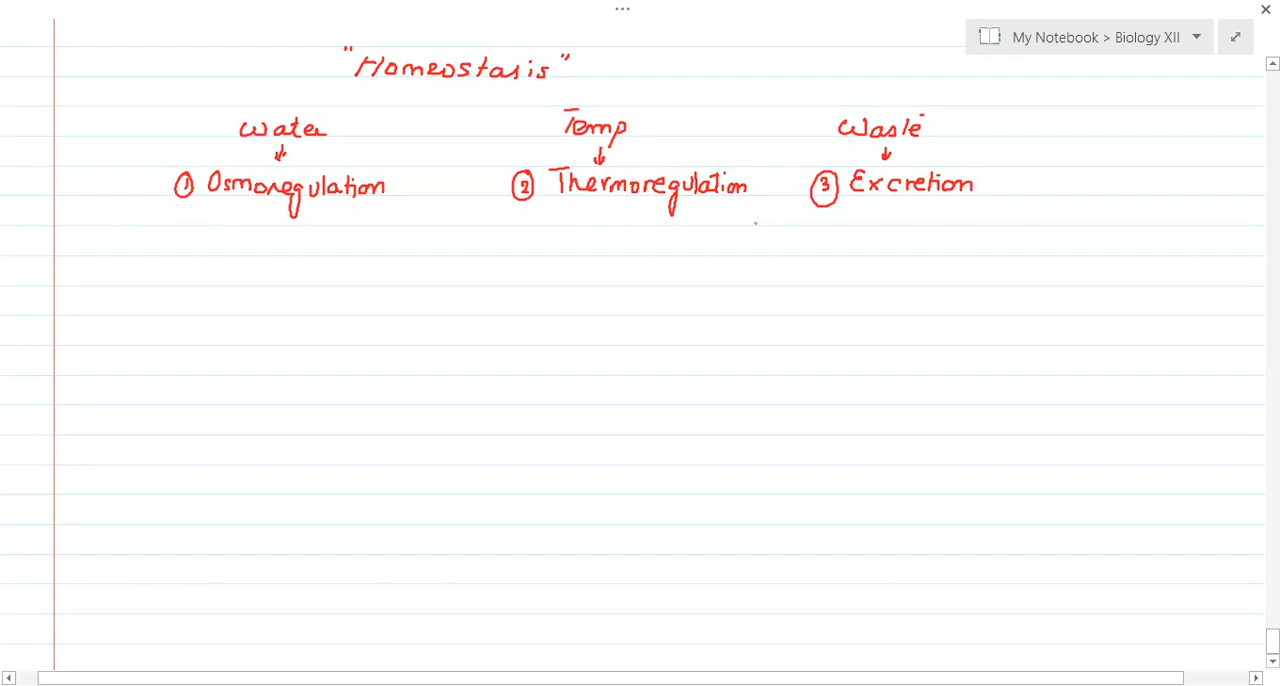 My Notebook > Biology XII
"Homeostasis"
Water Temp Waste
① Osmoregulation ② Thermoregulation ③ Excretion